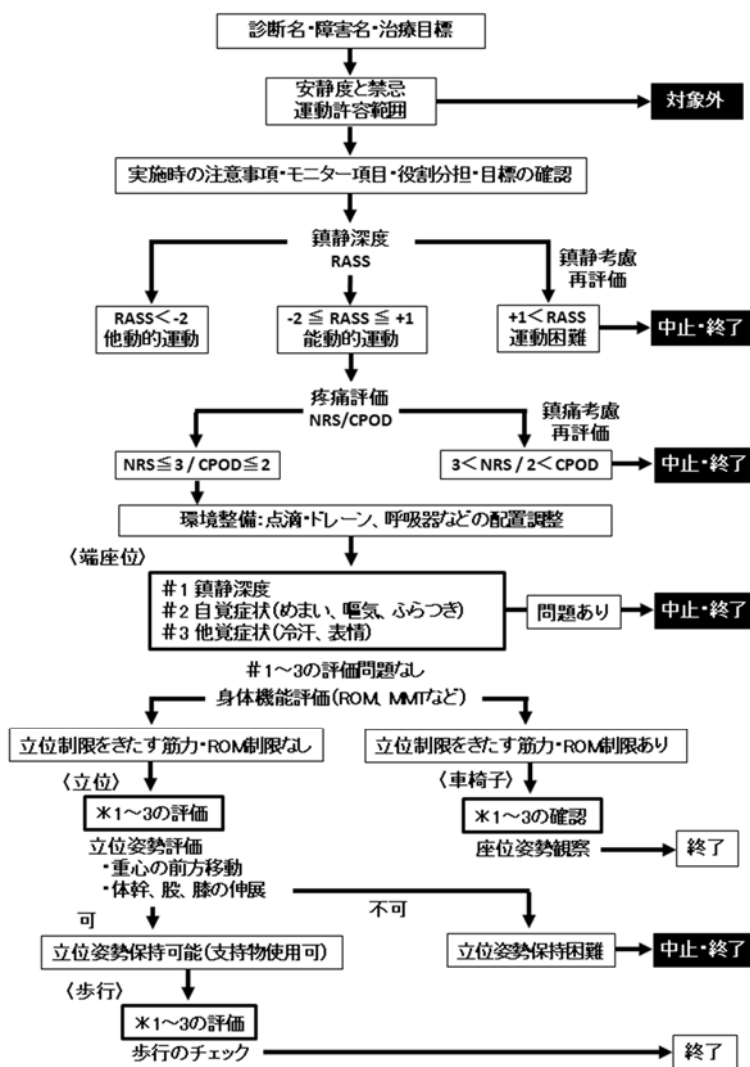 診断名・障害名・治療目標
安静度と禁忌
運動許容範囲
対象外
実施時の注意事項・モニター項目・役割分担・目標の確認
鎮静深度
RASS
鎮静考慮
再評価
RASS<-2
他動的運動
-2 ≦ RASS ≦ +1
能動的運動
+1<RASS
運動困難
中止・終了
疼痛評価
NRS/CPOD
鎮痛考慮
再評価
NRS≦3 / CPOD≦2
3<NRS / 2<CPOD
中止・終了
環境整備:点滴・ドレーン、呼吸器などの配置調整
〈端座位〉
#1 鎮静深度
#2 自覚症状(めまい、嘔気、ふらつき)
#3 他覚症状(冷汗、表情)
問題あり
中止・終了
#1~3の評価問題なし
身体機能評価(ROM、MMTなど)
立位制限をきたす筋力・ROM制限なし
立位制限をきたす筋力・ROM制限あり
〈立位〉
〈車椅子〉
*1~3の評価
*1~3の確認
立位姿勢評価
・重心の前方移動
・体幹、股、膝の伸展
座位姿勢観察
終了
可
不可
立位姿勢保持可能(支持物使用可)
立位姿勢保持困難
中止・終了
〈歩行〉
*1~3の評価
歩行のチェック
終了